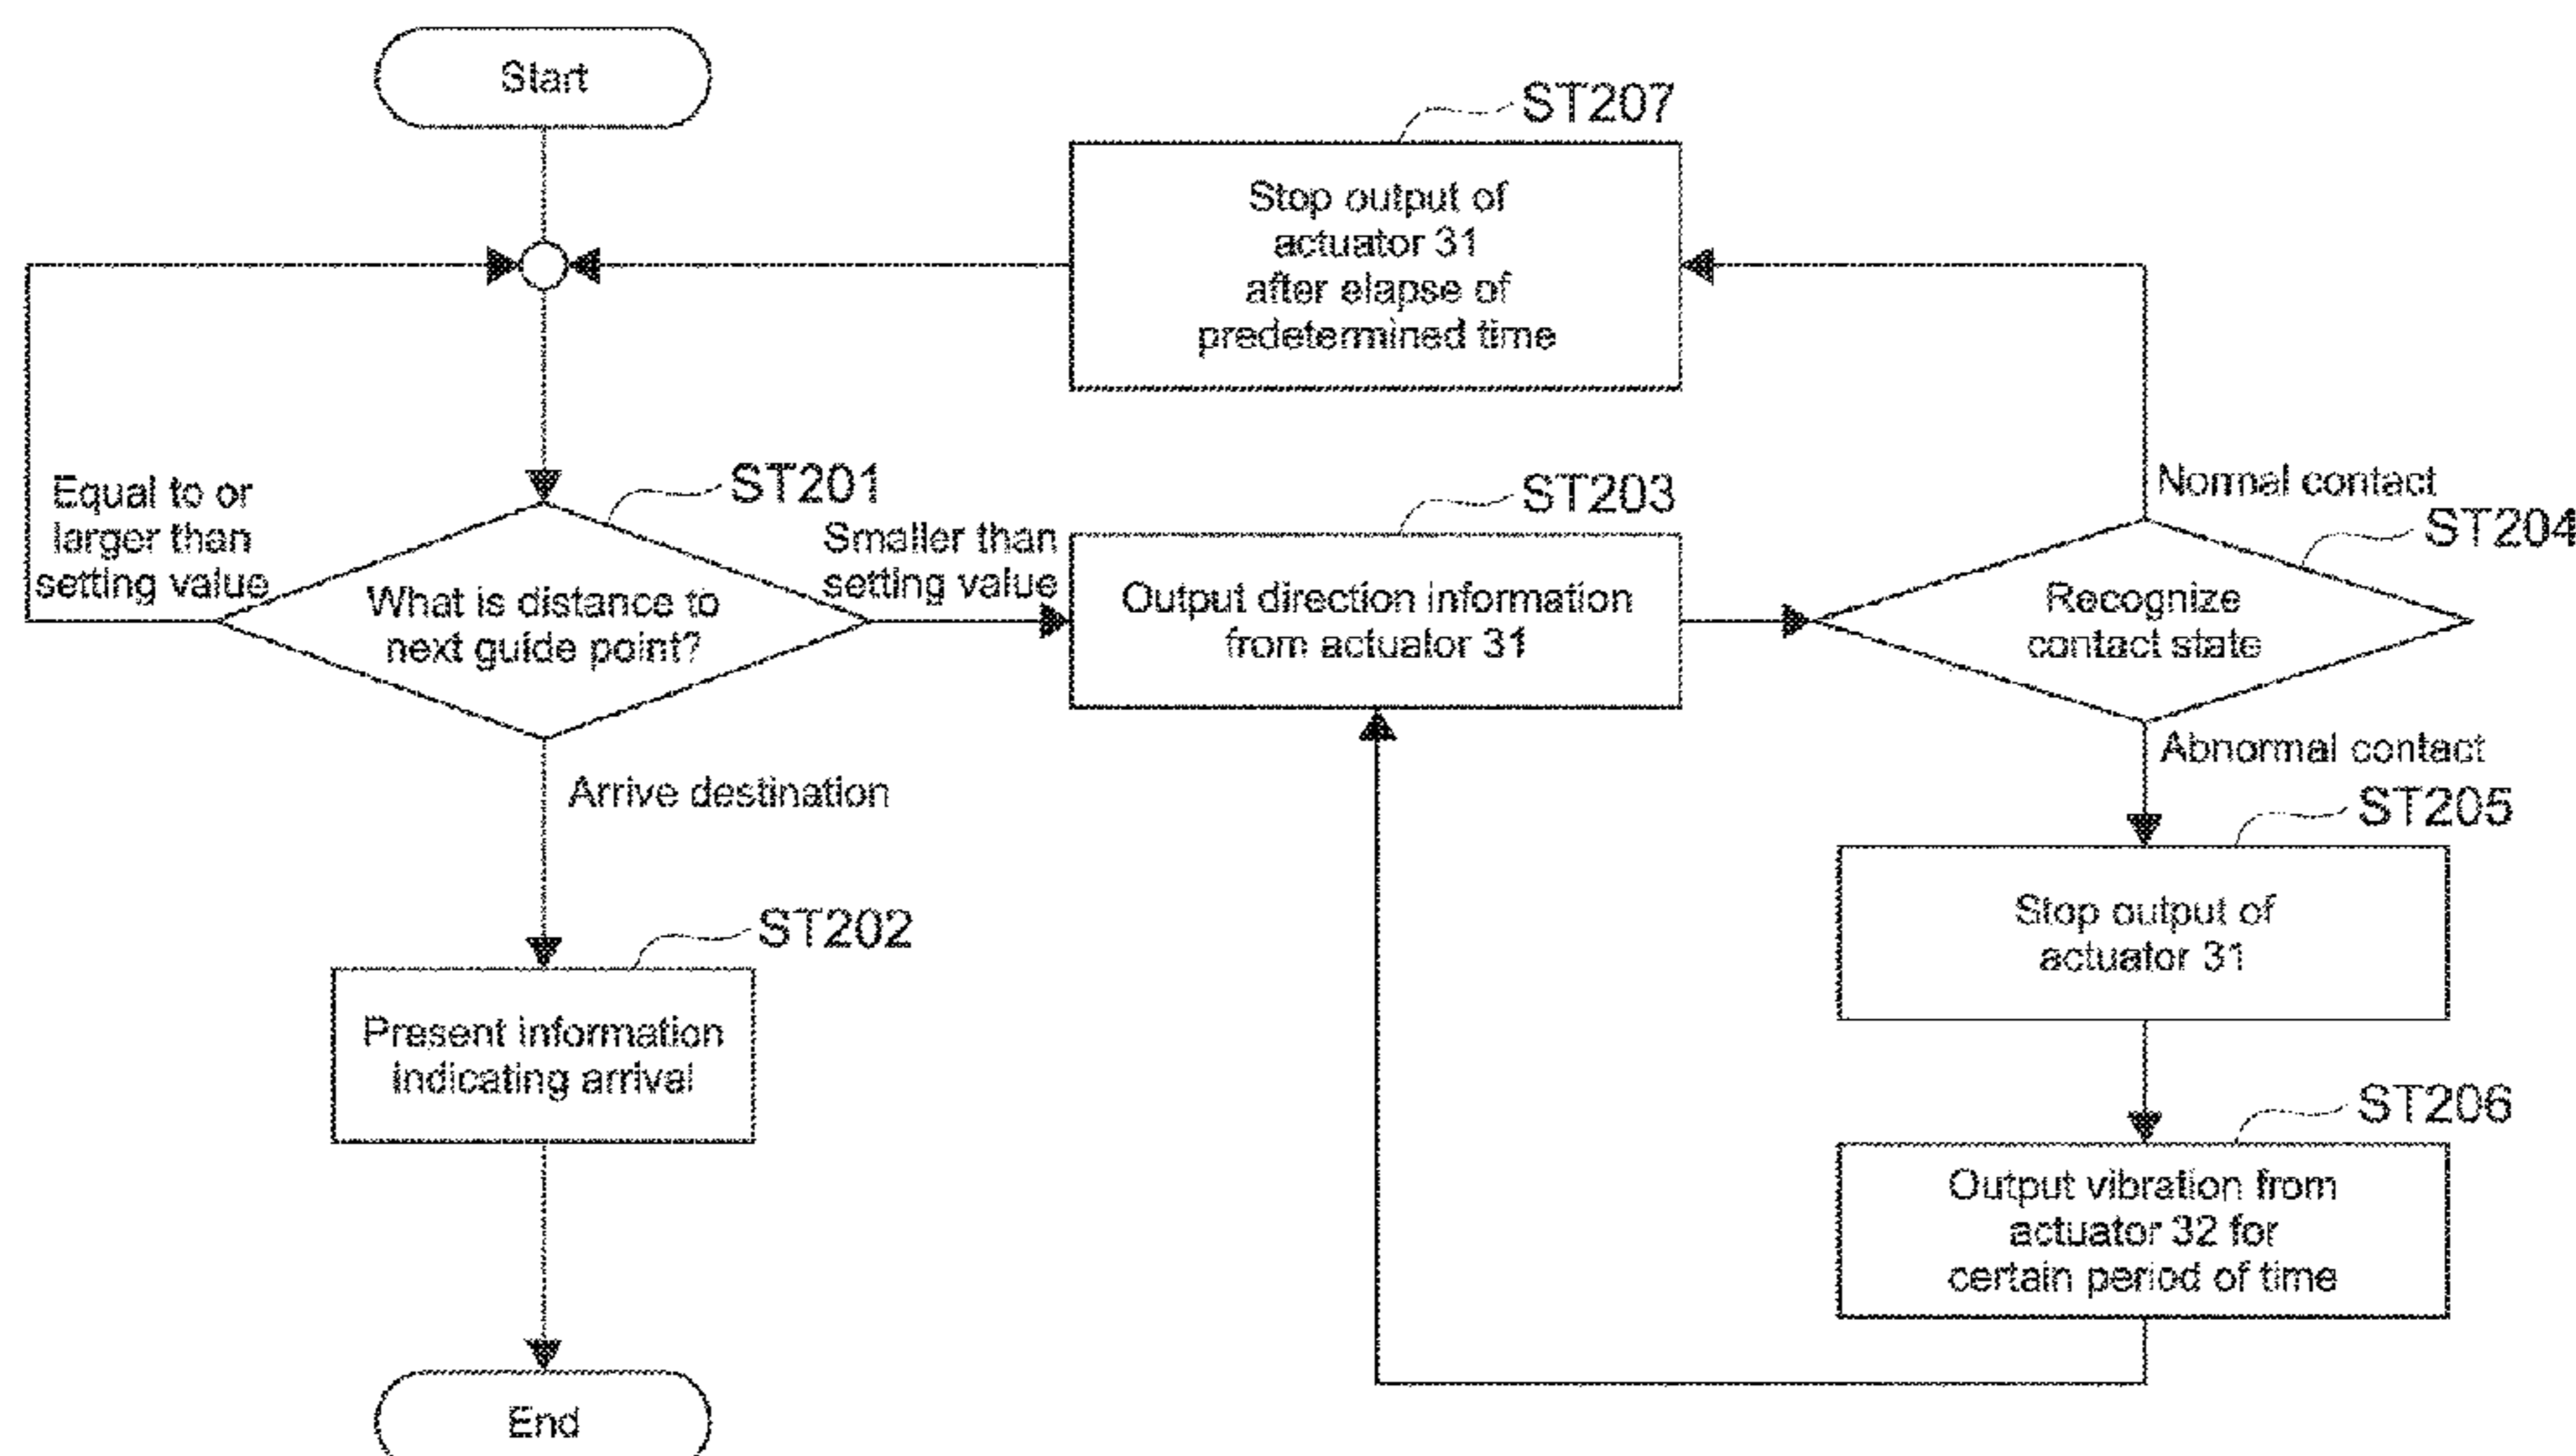 Start
ST207
Stop output of
actuator 31
after elapse of
predetermined time
Equal to or
larger than
setting value
ST201
What is distance to
next guide point?
Smaller than
setting value
ST203
Output direction information
from actuator 31
Normal contact
ST204
Recognize
contact state
Abnormal contact
ST205
Stop output of
actuator 31
Arrive destination
ST202
Present information
indicating arrival
ST206
Output vibration from
actuator 32 for
certain period of time
End